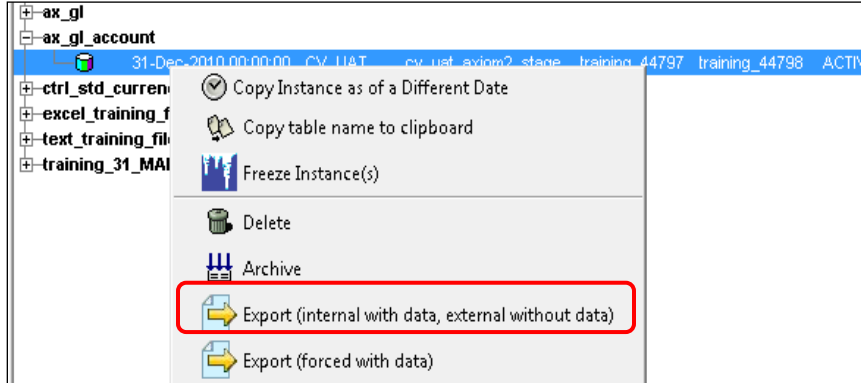 ax_gl
ax_gl_account
31-Dec-2010 00:00:00 CV_UAT cv_uat_axiom2_stage training_44797 training_44798 ACTIV
ctrl_std_curren
excel_training_f
text_training_fil
training_31_MAI
Copy Instance as of a Different Date
Copy table name to clipboard
Freeze Instance(s)
Delete
Archive
Export (internal with data, external without data)
Export (forced with data)